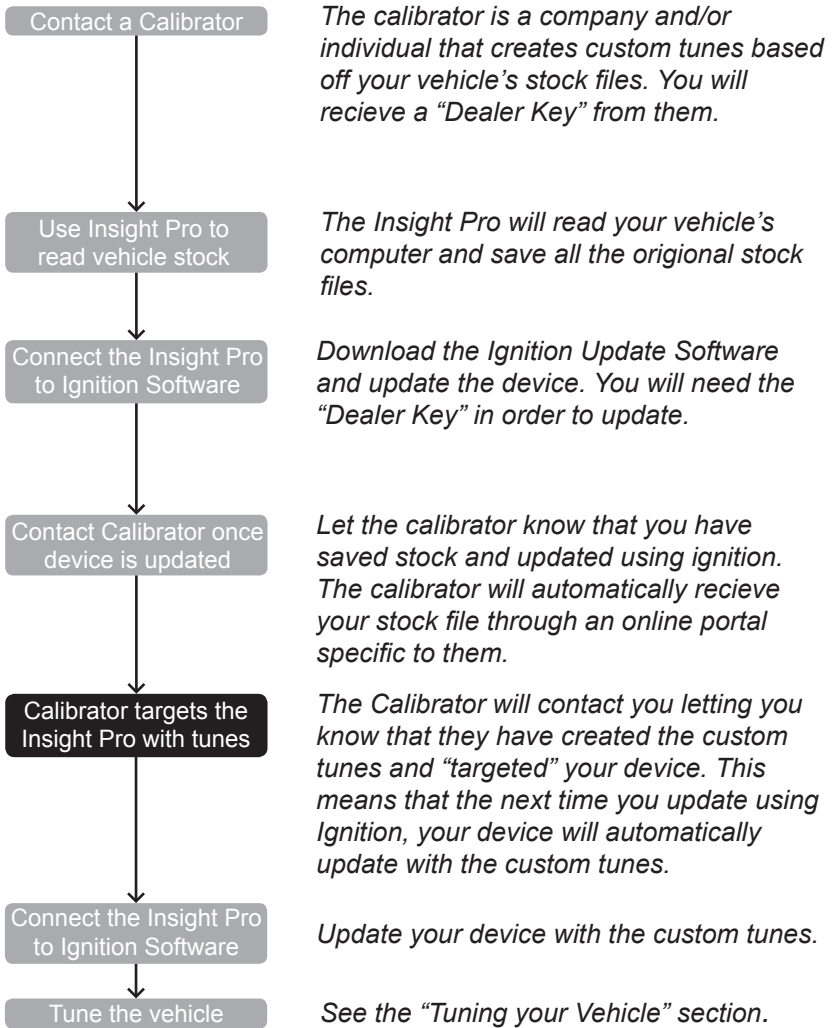 Contact a Calibrator
The calibrator is a company and/or
individual that creates custom tunes based
off your vehicle's stock files. You will
recieve a “Dealer Key” from them.
Use Insight Pro to
read vehicle stock
The Insight Pro will read your vehicle's
computer and save all the origional stock
files.
Connect the Insight Pro
to Ignition Software
Download the Ignition Update Software
and update the device. You will need the
“Dealer Key” in order to update.
Contact Calibrator once
device is updated
Let the calibrator know that you have
saved stock and updated using ignition.
The calibrator will automatically recieve
your stock file through an online portal
specific to them.
Calibrator targets the
Insight Pro with tunes
The Calibrator will contact you letting you
know that they have created the custom
tunes and “targeted” your device. This
means that the next time you update using
Ignition, your device will automatically
update with the custom tunes.
Connect the Insight Pro
to Ignition Software
Update your device with the custom tunes.
Tune the vehicle
See the “Tuning your Vehicle” section.